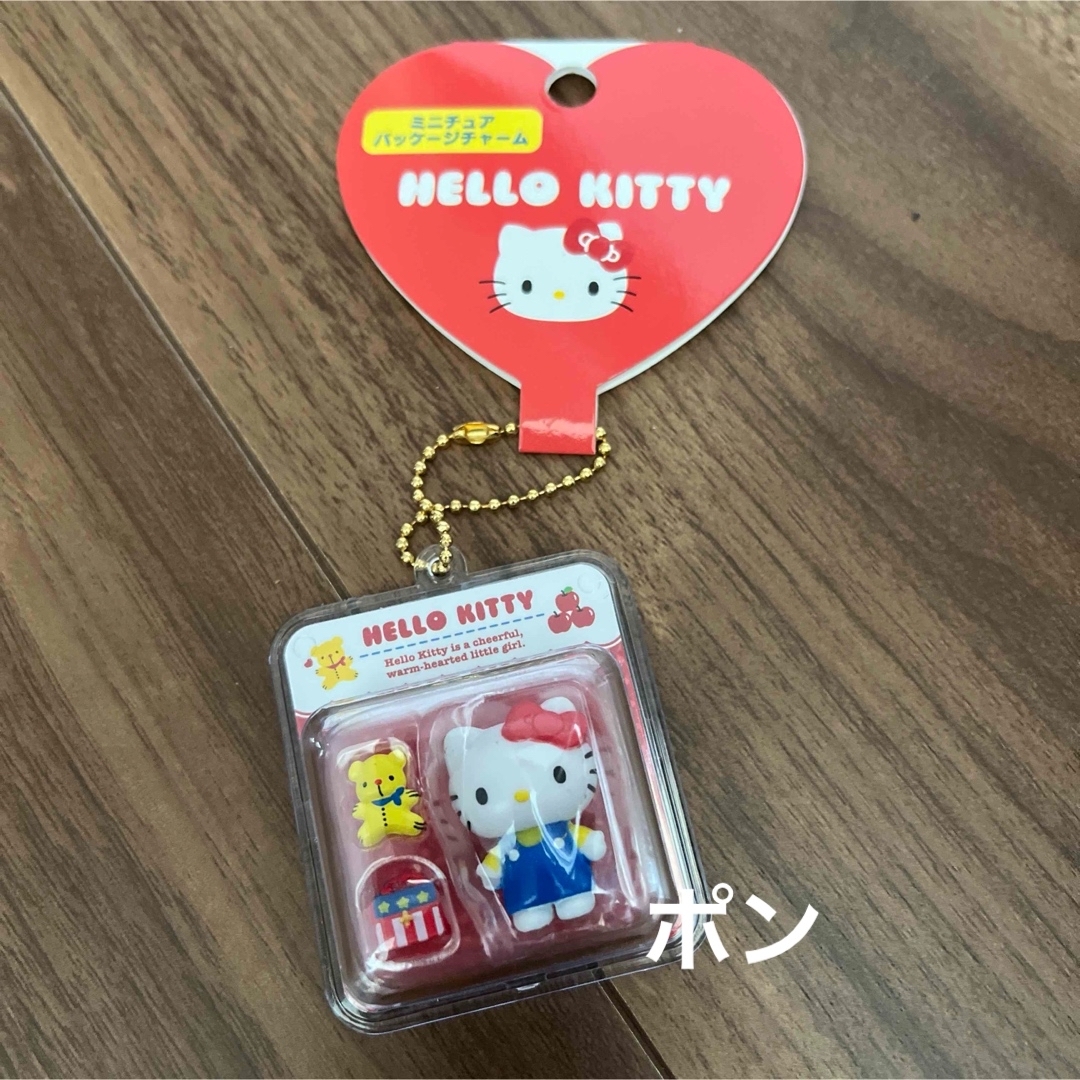 ミニチュア
パッケージチャーム
HELLO KITTY
HELLO KITTY
Hello Kitty is a cheerful,
warm-hearted little girl.
ポン